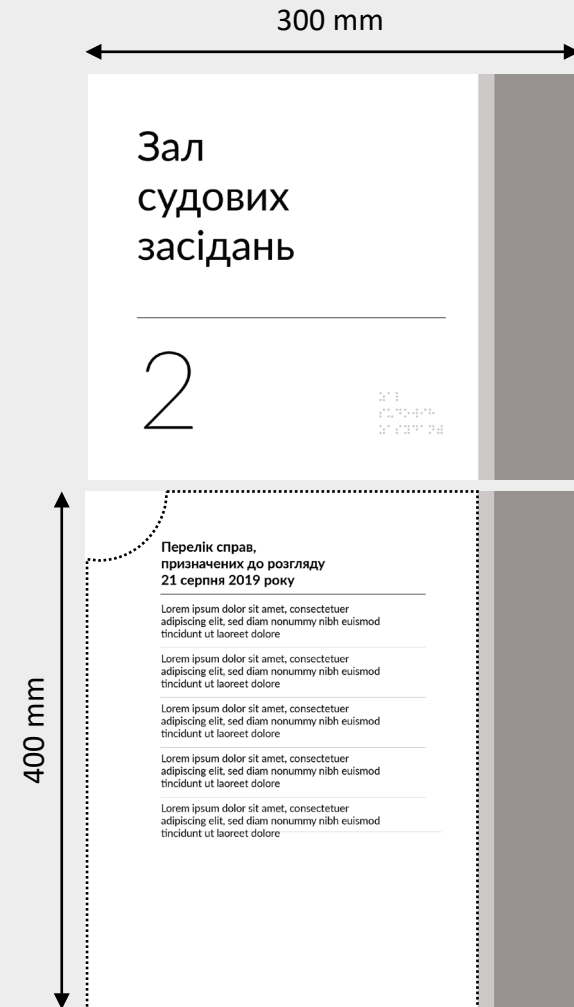 300 mm
Зал
судових
засідань
2
400 mm
Перелік справ,
призначених до розгляду
21 серпня 2019 року
Lorem ipsum dolor sit amet, consectetuer
adipiscing elit, sed diam nonummy nibh euismod
tincidunt ut laoreet dolore
Lorem ipsum dolor sit amet, consectetuer
adipiscing elit, sed diam nonummy nibh euismod
tincidunt ut laoreet dolore
Lorem ipsum dolor sit amet, consectetuer
adipiscing elit, sed diam nonummy nibh euismod
tincidunt ut laoreet dolore
Lorem ipsum dolor sit amet, consectetuer
adipiscing elit, sed diam nonummy nibh euismod
tincidunt ut laoreet dolore
Lorem ipsum dolor sit amet, consectetuer
adipiscing elit, sed diam nonummy nibh euismod
tincidunt ut laoreet dolore